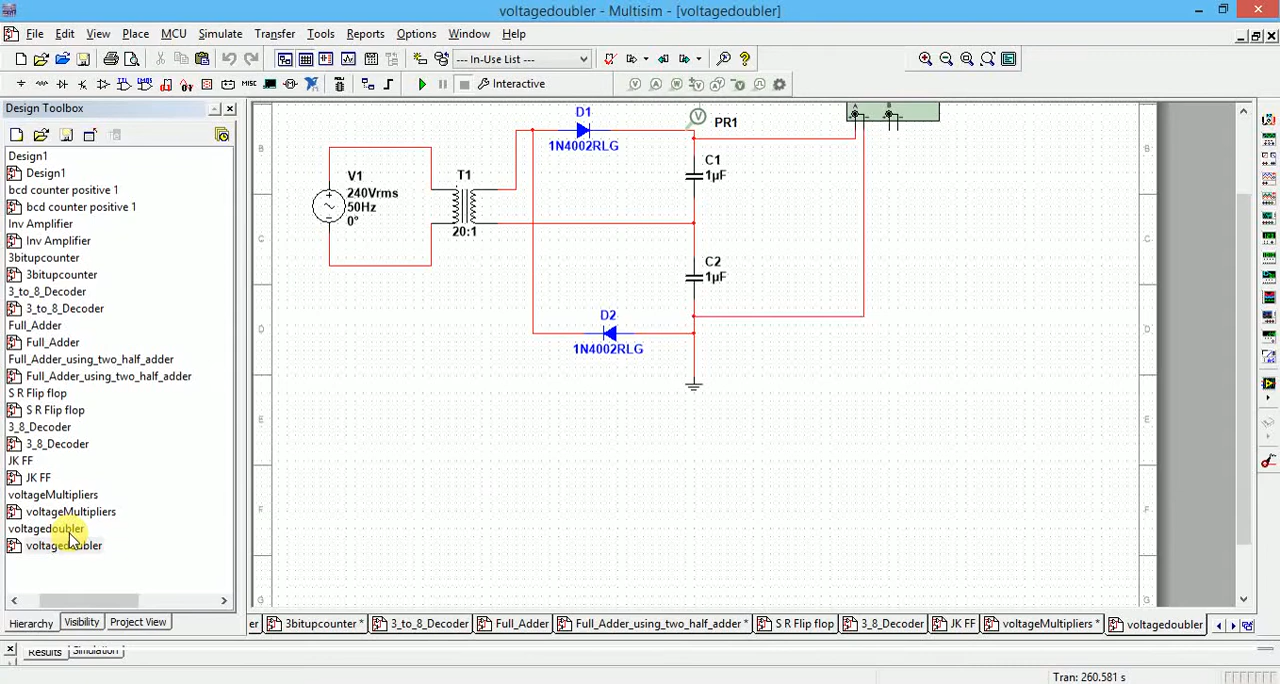 voltagedoubler - Multisim - [voltagedoubler]
File Edit View Place MCU Simulate Transfer Tools Reports Options Window Help
--- In-Use List ---
MISC
Interactive
Design Toolbox
Design1
Design1
bcd counter positive 1
bcd counter positive 1
Inv Amplifier
Inv Amplifier
3bitupcounter
3bitupcounter
3_to_8_Decoder
3_to_8_Decoder
Full_Adder
Full_Adder
Full_Adder_using_two_half_adder
Full_Adder_using_two_half_adder
S R Flip flop
S R Flip flop
3_8_Decoder
3_8_Decoder
JK FF
JK FF
voltageMultipliers
voltageMultipliers
voltagedoubler
voltagedoubler
Hierarchy Visibility Project View
B
C
D
E
F
G
V1
240Vrms
50Hz
0°
T1
20:1
D1
1N4002RLG
PR1
A B
C1
1µF
C2
1µF
D2
1N4002RLG
B
C
D
E
F
G
er 3bitupcounter * 3_to_8_Decoder Full_Adder Full_Adder_using_two_half_adder * S R Flip flop 3_8_Decoder JK FF voltageMultipliers * voltagedoubler
Results Simulation
Tran: 260.581 s